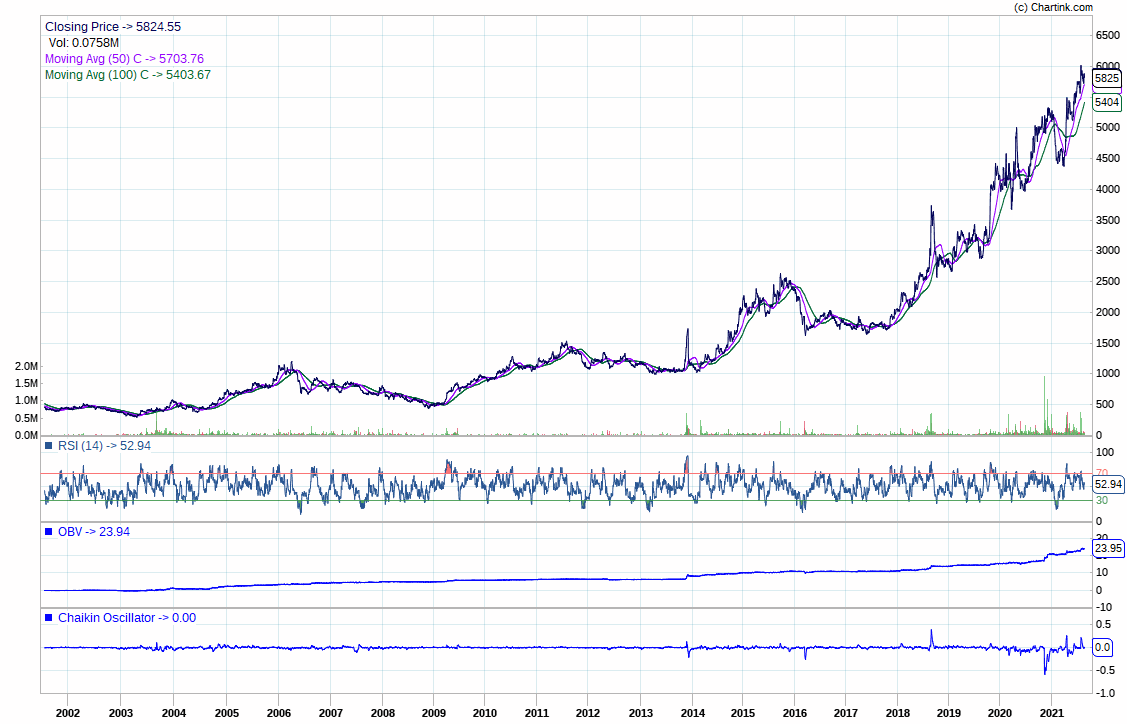 (c) Chartink.com
Closing Price -> 5824.55
Vol: 0.0758M
Moving Avg (50) C -> 5703.76
Moving Avg (100) C -> 5403.67
6500
6000
5825
5404
5000
4500
4000
3500
3000
2500
2000
1500
1000
500
0
2.0M
1.5M
1.0M
0.5M
0.0M
RSI (14) -> 52.94
100
70
52.94
30
0
OBV -> 23.94
20
23.95
10
0
-10
Chaikin Oscillator -> 0.00
0.5
0.0
-0.5
-1.0
2002 2003 2004 2005 2006 2007 2008 2009 2010 2011 2012 2013 2014 2015 2016 2017 2018 2019 2020 2021